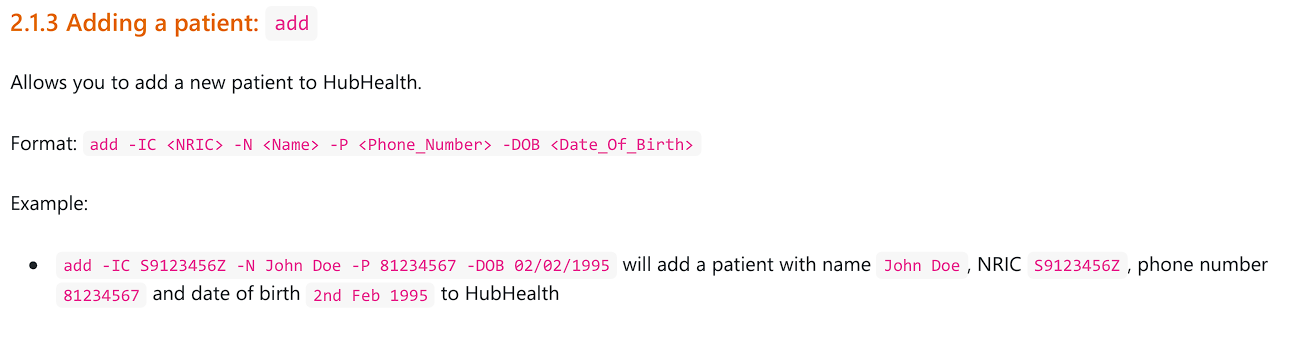 2.1.3 Adding a patient: add
Allows you to add a new patient to HubHealth.
Format: add -IC <NRIC> -N <Name> -P <Phone_Number> -DOB <Date_Of_Birth>
Example:
• add -IC S9123456Z -N John Doe -P 81234567 -DOB 02/02/1995 will add a patient with name John Doe, NRIC S9123456Z, phone number
81234567 and date of birth 2nd Feb 1995 to HubHealth